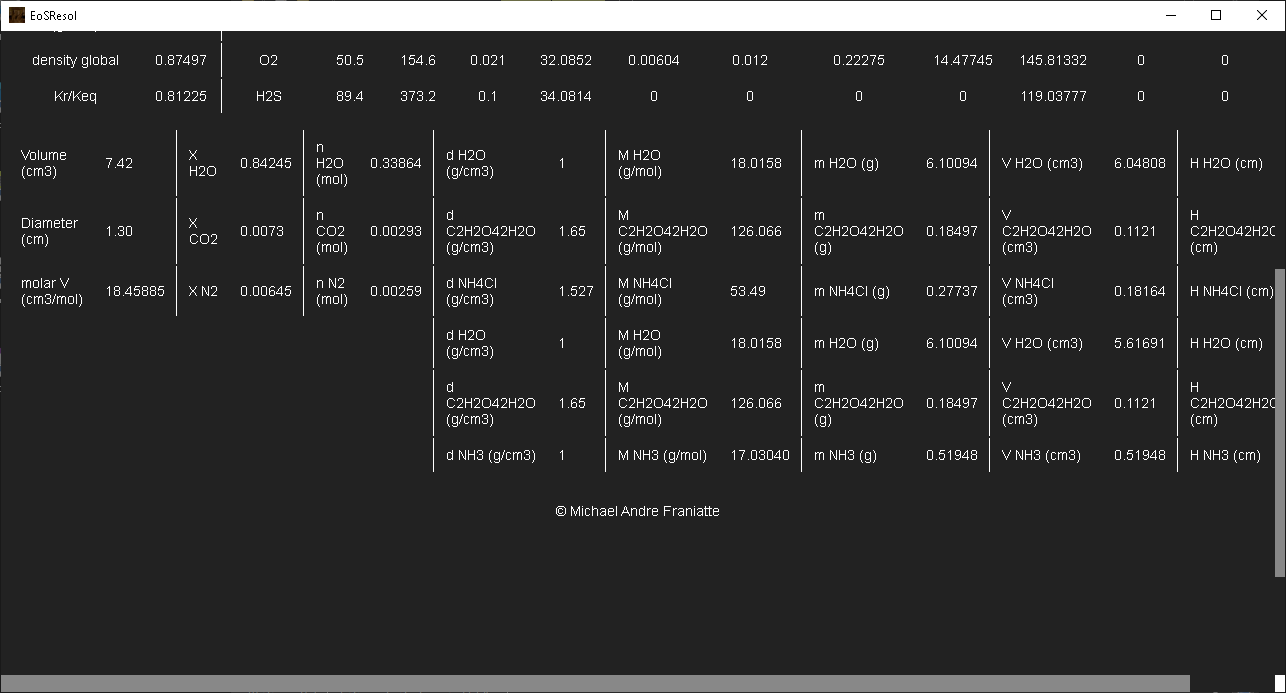 EoSResol
density global 0.87497 O2 50.5 154.6 0.021 32.0852 0.00604 0.012 0.22275 14.47745 145.81332 0 0
Kr/Keq 0.81225 H2S 89.4 373.2 0.1 34.0814 0 0 0 0 119.03777 0 0
Volume (cm3) 7.42 X H2O 0.84245 n H2O (mol) 0.33864 d H2O (g/cm3) 1 M H2O (g/mol) 18.0158 m H2O (g) 6.10094 V H2O (cm3) 6.04808 H H2O (cm)
Diameter (cm) 1.30 X CO2 0.0073 n CO2 (mol) 0.00293 d C2H2O42H2O (g/cm3) 1.65 M C2H2O42H2O (g/mol) 126.066 m C2H2O42H2O (g) 0.18497 V C2H2O42H2O (cm3) 0.1121 H C2H2O42H2O (cm)
molar V (cm3/mol) 18.45885 X N2 0.00645 n N2 (mol) 0.00259 d NH4Cl (g/cm3) 1.527 M NH4Cl (g/mol) 53.49 m NH4Cl (g) 0.27737 V NH4Cl (cm3) 0.18164 H NH4Cl (cm)
d H2O (g/cm3) 1 M H2O (g/mol) 18.0158 m H2O (g) 6.10094 V H2O (cm3) 5.61691 H H2O (cm)
d C2H2O42H2O (g/cm3) 1.65 M C2H2O42H2O (g/mol) 126.066 m C2H2O42H2O (g) 0.18497 V C2H2O42H2O (cm3) 0.1121 H C2H2O42H2O (cm)
d NH3 (g/cm3) 1 M NH3 (g/mol) 17.03040 m NH3 (g) 0.51948 V NH3 (cm3) 0.51948 H NH3 (cm)
© Michael Andre Franiatte